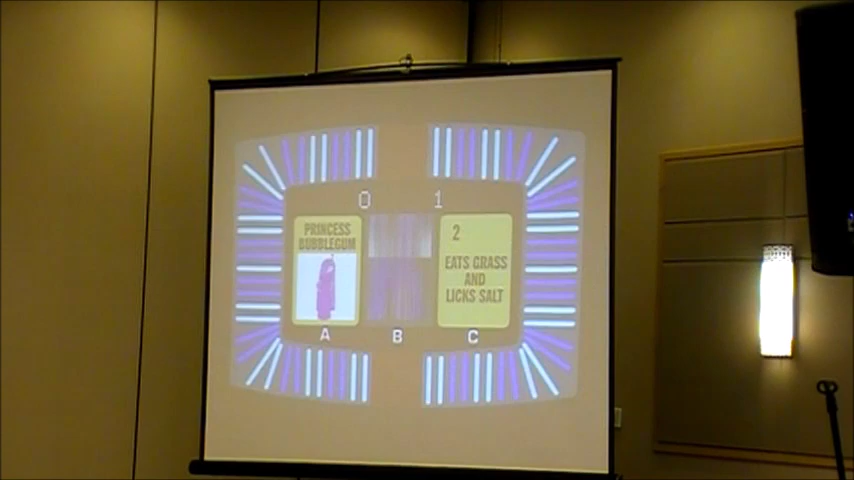 0 1
PRINCESS
BUBBLEGUM
2
EATS GRASS
AND
LICKS SALT
A B C